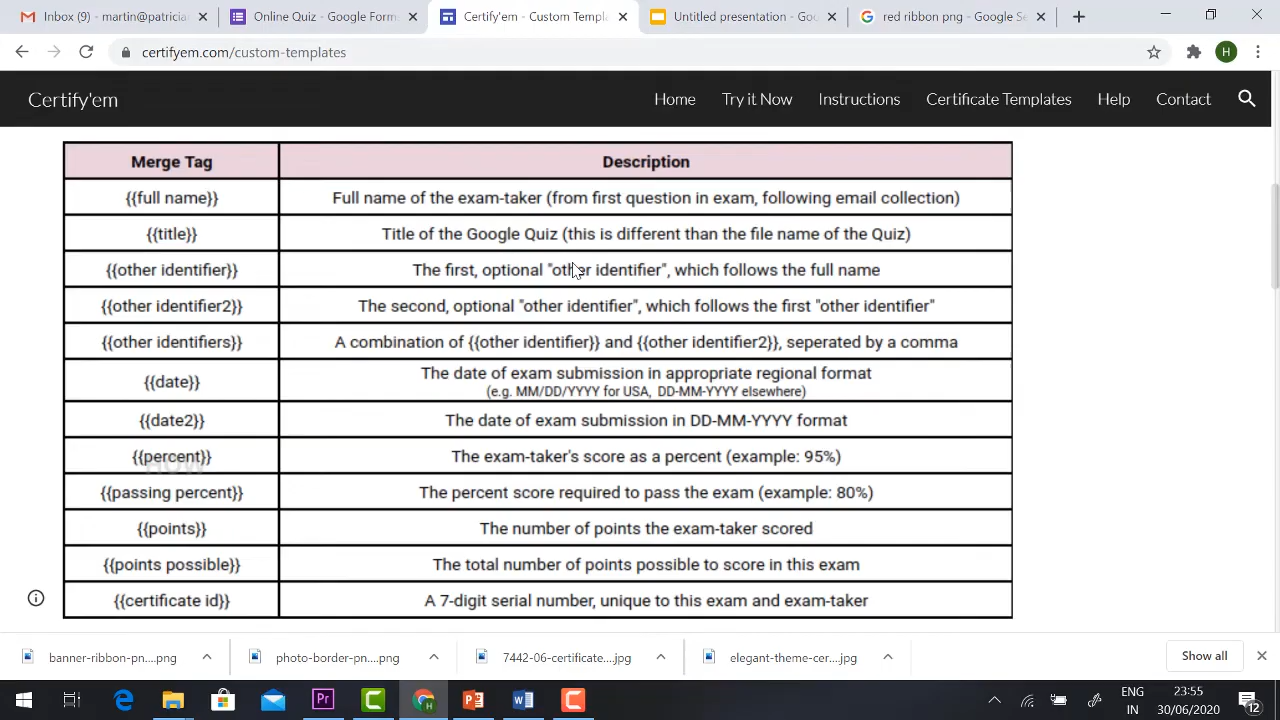 Inbox (9) - martin@patric
Online Quiz - Google Form
Certify'em - Custom Templa
Untitled presentation - Goo
red ribbon png - Google Se
certifyem.com/custom-templates
H
Certify'em
Home
Try it Now
Instructions
Certificate Templates
Help
Contact
Merge Tag Description
{{full name}} Full name of the exam-taker (from first question in exam, following email collection)
{{title}} Title of the Google Quiz (this is different than the file name of the Quiz)
{{other identifier}} The first, optional "other identifier", which follows the full name
{{other identifier2}} The second, optional "other identifier", which follows the first "other identifier"
{{other identifiers}} A combination of {{other identifier}} and {{other identifier2}}, seperated by a comma
{{date}} The date of exam submission in appropriate regional format
(e.g. MM/DD/YYYY for USA, DD-MM-YYYY elsewhere)
{{date2}} The date of exam submission in DD-MM-YYYY format
{{percent}} The exam-taker's score as a percent (example: 95%)
HOW
{{passing percent}} The percent score required to pass the exam (example: 80%)
{{points}} The number of points the exam-taker scored
{{points possible}} The total number of points possible to score in this exam
{{certificate id}} A 7-digit serial number, unique to this exam and exam-taker
banner-ribbon-pn....png
photo-border-pn....png
7442-06-certificate....jpg
elegant-theme-cer....jpg
Show all
Pr
ENG
IN
23:55
30/06/2020
12